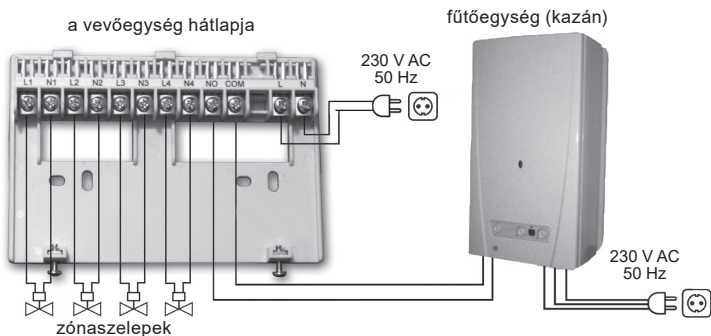 a vevőegység hátlapja
fűtőegység (kazán)
230 V AC
50 Hz
L1 N1 L2 N2 L3 N3 L4 N4 NO COM L N
230 V AC
50 Hz
zónaszelepek